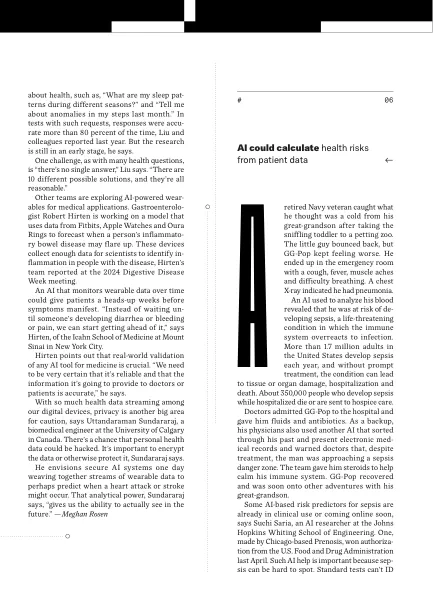 about health, such as, “What are my sleep pat-
terns during different seasons?” and “Tell me
about anomalies in my steps last month.” In
tests with such requests, responses were accu-
rate more than 80 percent of the time, Liu and
colleagues reported last year. But the research
is still in an early stage, he says.
One challenge, as with many health questions,
is “there’s no single answer,” Liu says. “There are
10 different possible solutions, and they’re all
reasonable.”
Other teams are exploring AI-powered wear-
ables for medical applications. Gastroenterolo-
gist Robert Hirten is working on a model that
uses data from Fitbits, Apple Watches and Oura
Rings to forecast when a person’s inflammato-
ry bowel disease may flare up. These devices
collect enough data for scientists to identify in-
flammation in people with the disease, Hirten’s
team reported at the 2024 Digestive Disease
Week meeting.
An AI that monitors wearable data over time
could give patients a heads-up weeks before
symptoms manifest. “Instead of waiting un-
til someone’s developing diarrhea or bleeding
or pain, we can start getting ahead of it,” says
Hirten, of the Icahn School of Medicine at Mount
Sinai in New York City.
Hirten points out that real-world validation
of any AI tool for medicine is crucial. “We need
to be very certain that it’s reliable and that the
information it’s going to provide to doctors or
patients is accurate,” he says.
With so much health data streaming among
our digital devices, privacy is another big area
for caution, says Uttandaraman Sundararaj, a
biomedical engineer at the University of Calgary
in Canada. There’s a chance that personal health
data could be hacked. It’s important to encrypt
the data or otherwise protect it, Sundararaj says.
He envisions secure AI systems one day
weaving together streams of wearable data to
perhaps predict when a heart attack or stroke
might occur. That analytical power, Sundararaj
says, “gives us the ability to actually see in the
future.” —Meghan Rosen
# 06
AI could calculate health risks
from patient data ←
A retired Navy veteran caught what
he thought was a cold from his
great-grandson after taking the
sniffling toddler to a petting zoo.
The little guy bounced back, but
GG-Pop kept feeling worse. He
ended up in the emergency room
with a cough, fever, muscle aches
and difficulty breathing. A chest
X-ray indicated he had pneumonia.
An AI used to analyze his blood
revealed that he was at risk of de-
veloping sepsis, a life-threatening
condition in which the immune
system overreacts to infection.
More than 1.7 million adults in
the United States develop sepsis
each year, and without prompt
treatment, the condition can lead
to tissue or organ damage, hospitalization and
death. About 350,000 people who develop sepsis
while hospitalized die or are sent to hospice care.
Doctors admitted GG-Pop to the hospital and
gave him fluids and antibiotics. As a backup,
his physicians also used another AI that sorted
through his past and present electronic med-
ical records and warned doctors that, despite
treatment, the man was approaching a sepsis
danger zone. The team gave him steroids to help
calm his immune system. GG-Pop recovered
and was soon onto other adventures with his
great-grandson.
Some AI-based risk predictors for sepsis are
already in clinical use or coming online soon,
says Suchi Saria, an AI researcher at the Johns
Hopkins Whiting School of Engineering. One,
made by Chicago-based Prenosis, won authoriza-
tion from the U.S. Food and Drug Administration
last April. Such AI help is important because sep-
sis can be hard to spot. Standard tests can’t ID